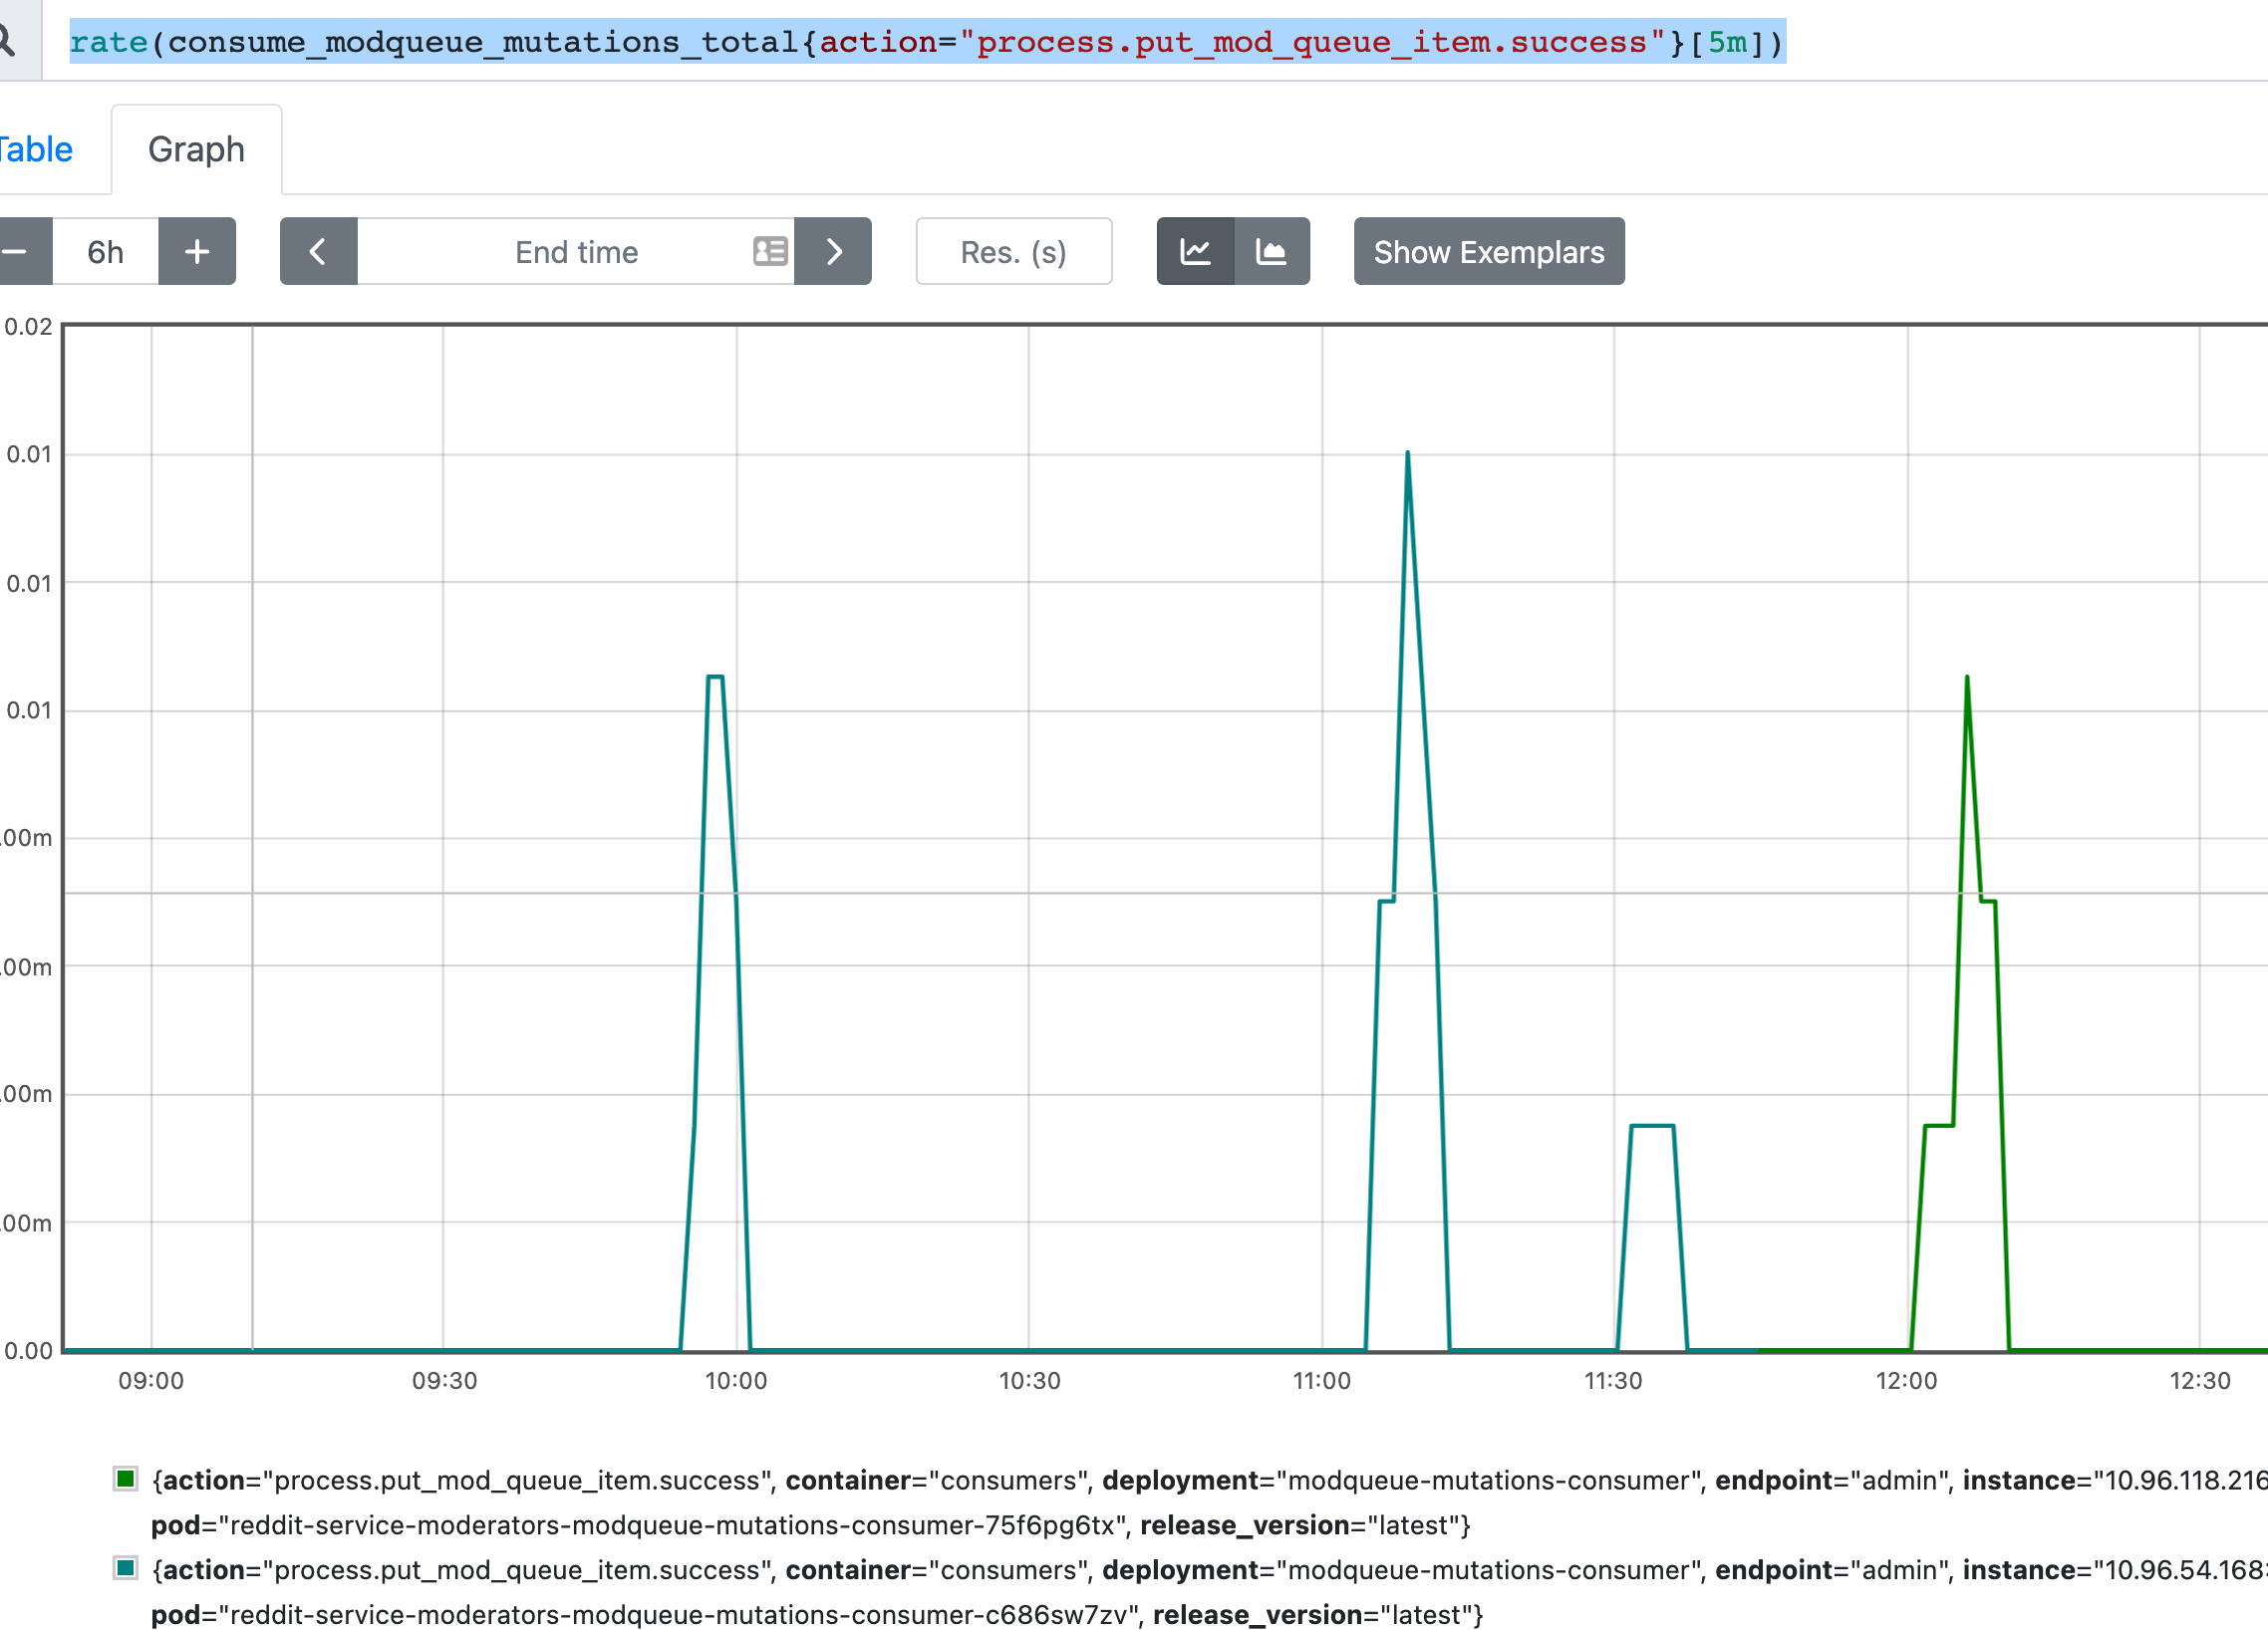 rate(consume_modqueue_mutations_total{action="process.put_mod_queue_item.success"}[5m])
Table Graph
6h End time Res. (s) Show Exemplars
0.02
0.01
0.01
0.01
.00m
.00m
.00m
.00m
0.00
09:00 09:30 10:00 10:30 11:00 11:30 12:00 12:30
{action="process.put_mod_queue_item.success", container="consumers", deployment="modqueue-mutations-consumer", endpoint="admin", instance="10.96.118.216
pod="reddit-service-moderators-modqueue-mutations-consumer-75f6pg6tx", release_version="latest"}
{action="process.put_mod_queue_item.success", container="consumers", deployment="modqueue-mutations-consumer", endpoint="admin", instance="10.96.54.168:
pod="reddit-service-moderators-modqueue-mutations-consumer-c686sw7zv", release_version="latest"}